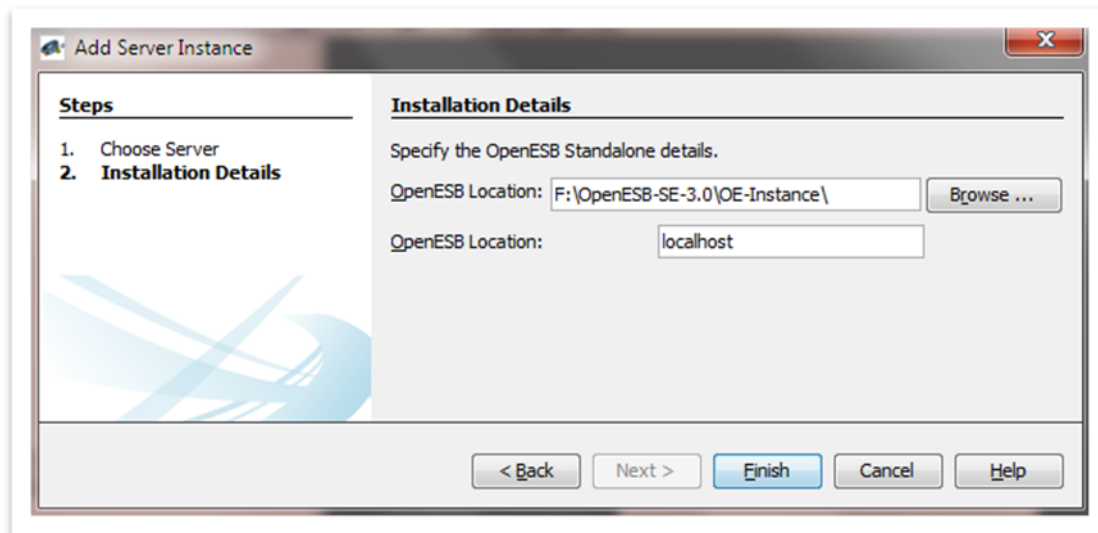 Add Server Instance
X
Steps
1. Choose Server
2. Installation Details
Installation Details
Specify the OpenESB Standalone details.
OpenESB Location: F:\OpenESB-SE-3.0\OE-Instance\ Browse ...
OpenESB Location: localhost
< Back Next > Finish Cancel Help